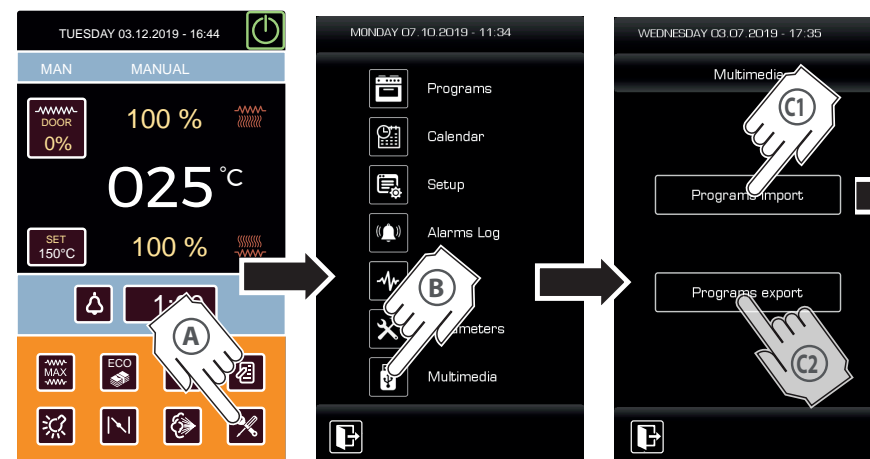 TUESDAY 03.12.2019 - 16:44
MAN MANUAL
DOOR
0%
100 %
025 °C
SET
150°C
100 %
A
MAX
ECO
MONDAY 07.10.2019 - 11:34
Programs
Calendar
Setup
Alarms Log
B
Multimedia
WEDNESDAY 03.07.2019 - 17:35
Multimedia
C1
Programs import
Programs export
C2